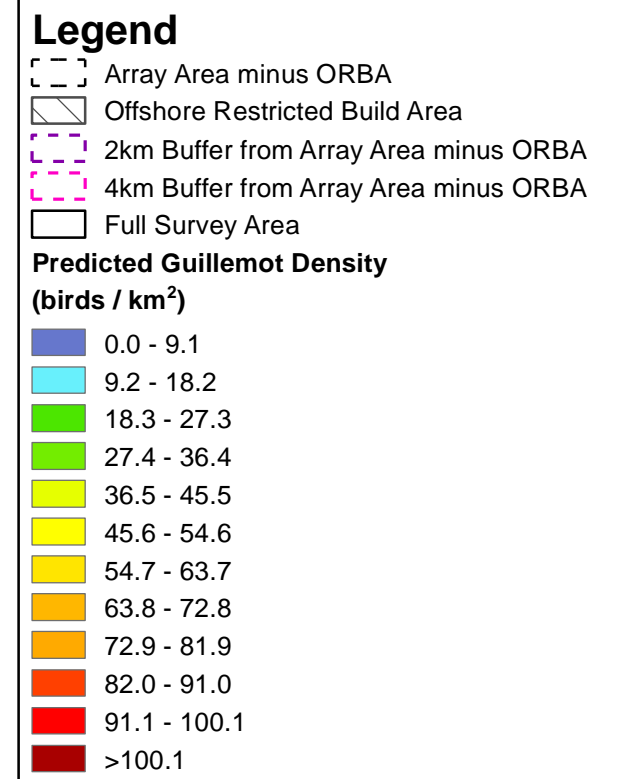 Legend
Array Area minus ORBA
Offshore Restricted Build Area
2km Buffer from Array Area minus ORBA
4km Buffer from Array Area minus ORBA
Full Survey Area
Predicted Guillemot Density
(birds / km²)
0.0 - 9.1
9.2 - 18.2
18.3 - 27.3
27.4 - 36.4
36.5 - 45.5
45.6 - 54.6
54.7 - 63.7
63.8 - 72.8
72.9 - 81.9
82.0 - 91.0
91.1 - 100.1
>100.1